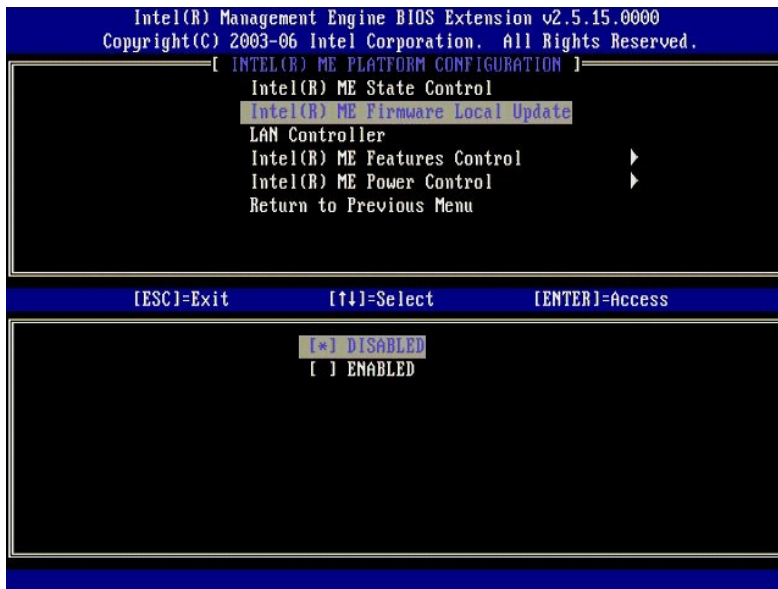 Intel(R) Management Engine BIOS Extension v2.5.15.0000
Copyright(C) 2003-06 Intel Corporation. All Rights Reserved.
[ INTEL(R) ME PLATFORM CONFIGURATION ]
Intel(R) ME State Control
Intel(R) ME Firmware Local Update
LAN Controller
Intel(R) ME Features Control
Intel(R) ME Power Control
Return to Previous Menu
[ESC]=Exit [↑↓]=Select [ENTER]=Access
[*] DISABLED
[ ] ENABLED